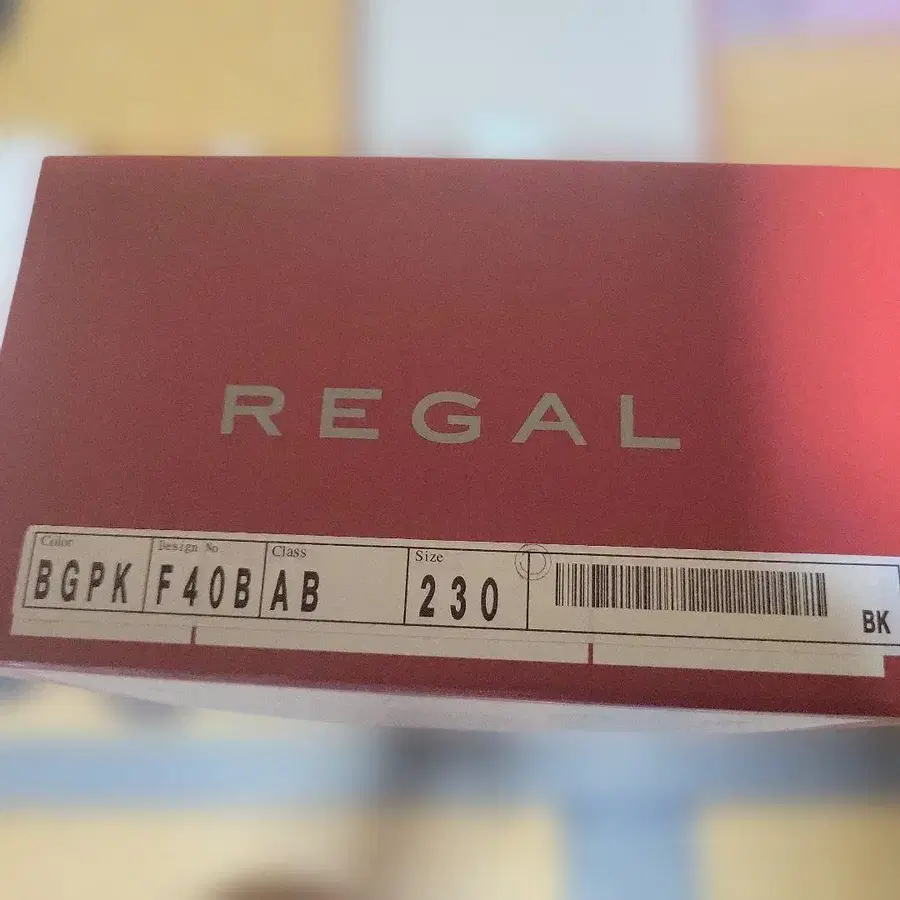 REGAL
Color Design No. Class Size
BGPK F40B AB 230 BK